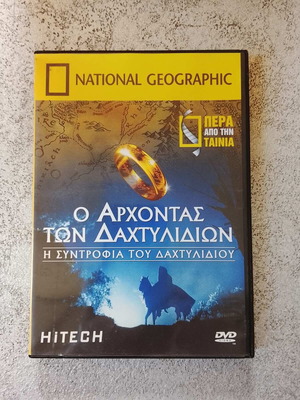 NATIONAL GEOGRAPHIC
ΠΕΡΑ
ΑΠΟ ΤΗΝ
ΤΑΙΝΙΑ
Ο ΑΡΧΟΝΤΑΣ
ΤΩΝ ΔΑΧΤΥΛΙΔΙΩΝ
Η ΣΥΝΤΡΟΦΙΑ ΤΟΥ ΔΑΧΤΥΛΙΔΙΟΥ
HiTECH
DVD